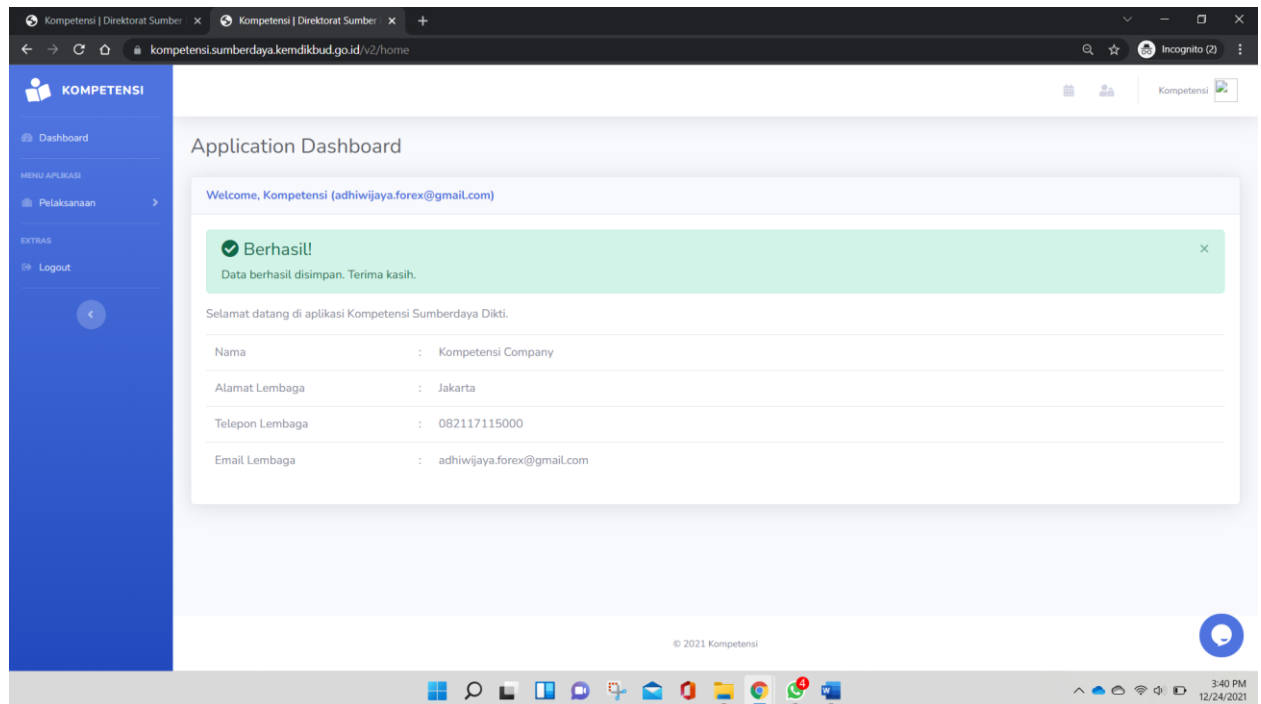 Kompetensi | Direktorat Sumber
Kompetensi | Direktorat Sumber
kompetensi.sumberdaya.kemdikbud.go.id/v2/home
Incognito (2)
KOMPETENSI
Kompetensi
Dashboard
MENU APLIKASI
Pelaksanaan
EXTRAS
Logout
Application Dashboard
Welcome, Kompetensi (adhiwijaya.forex@gmail.com)
Berhasil!
Data berhasil disimpan. Terima kasih.
Selamat datang di aplikasi Kompetensi Sumberdaya Dikti.
Nama : Kompetensi Company
Alamat Lembaga : Jakarta
Telepon Lembaga : 082117115000
Email Lembaga : adhiwijaya.forex@gmail.com
© 2021 Kompetensi
4
3:40 PM
12/24/2021